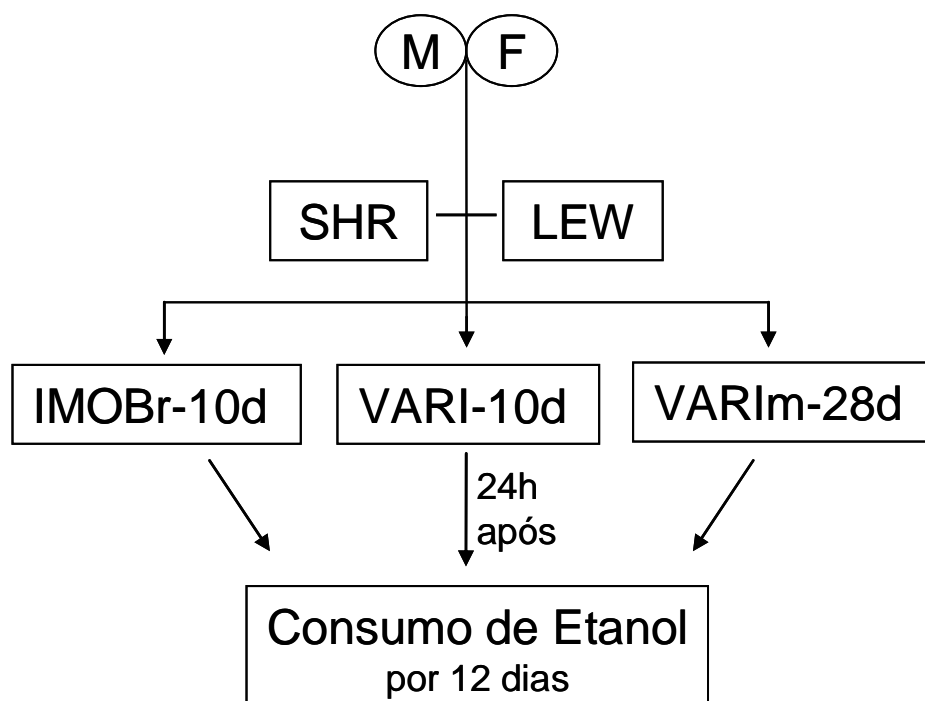 M F
SHR LEW
IMOBr-10d VARI-10d VARIm-28d
24h
após
Consumo de Etanol
por 12 dias